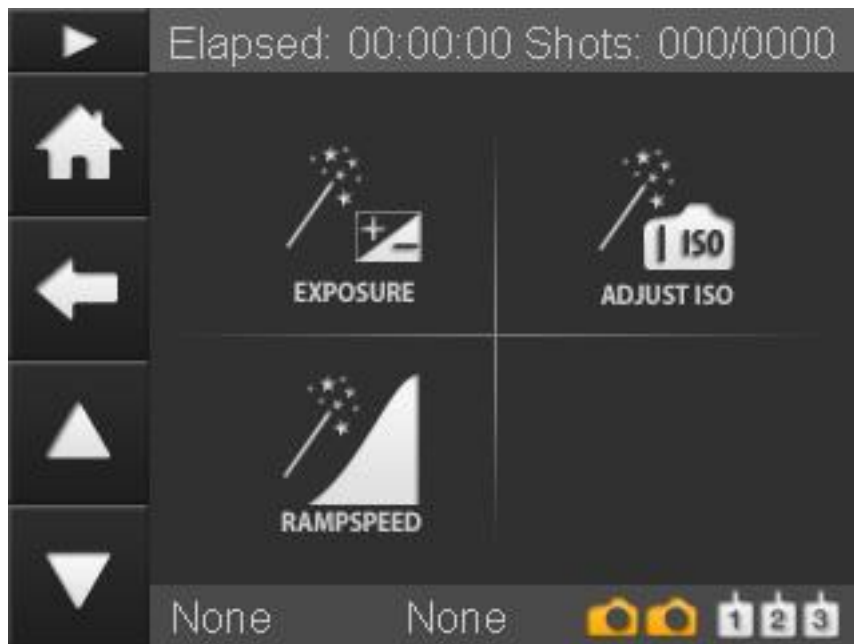 Elapsed: 00:00:00 Shots: 000/0000
EXPOSURE
ISO
ADJUST ISO
RAMPSPEED
None None 1 2 3